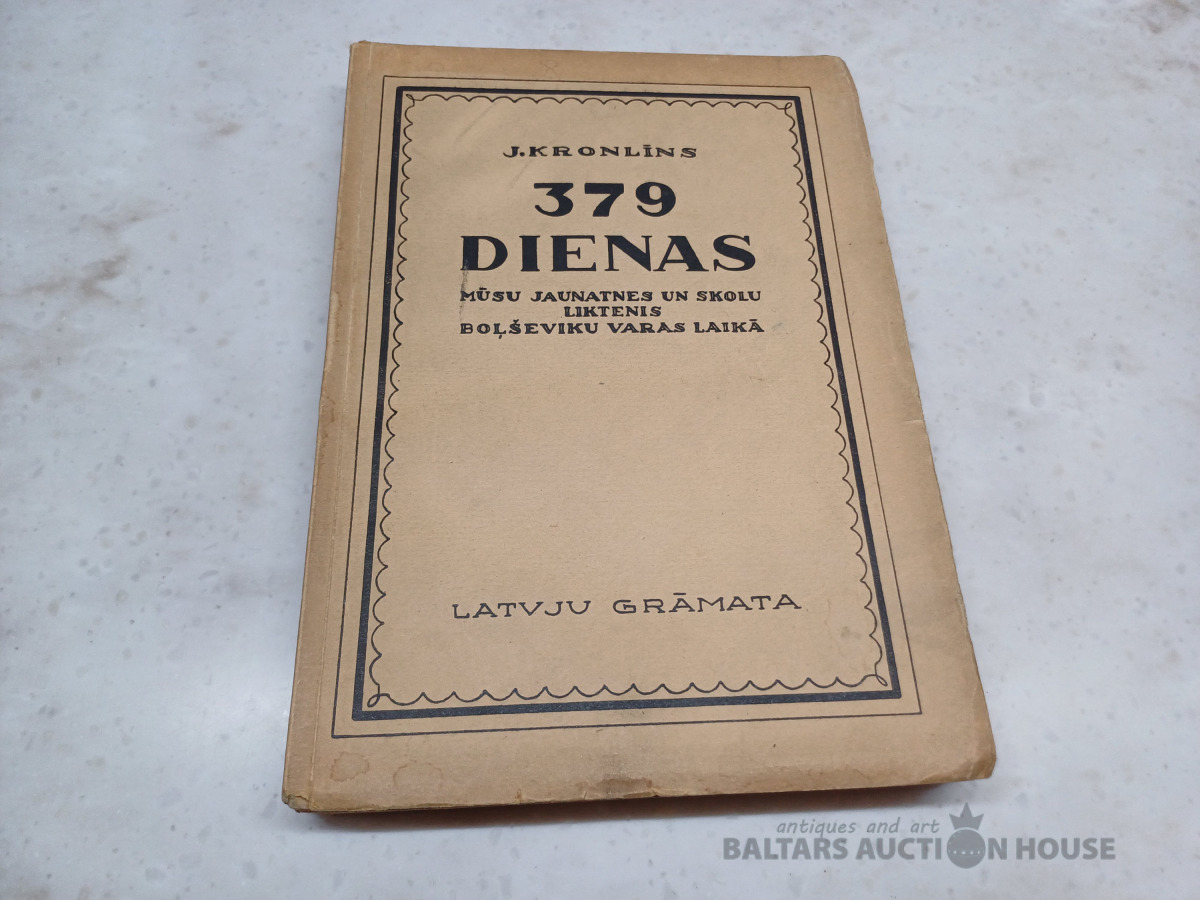 J.KRONLĪNS
379
DIENAS
MŪSU JAUNATNES UN SKOLU
LIKTENIS
BOĻŠEVIKU VARAS LAIKĀ
LATVJU GRĀMATA
antiques and art
BALTARS AUCTION HOUSE